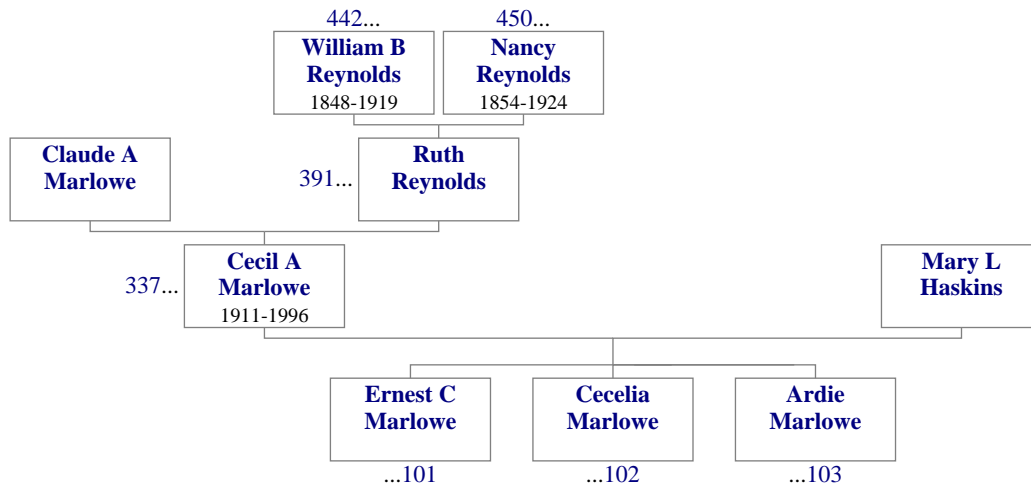 442...
450...
William B
Reynolds
1848-1919
Nancy
Reynolds
1854-1924
Claude A
Marlowe
391...
Ruth
Reynolds
337...
Cecil A
Marlowe
1911-1996
Mary L
Haskins
Ernest C
Marlowe
Cecelia
Marlowe
Ardie
Marlowe
...101
...102
...103